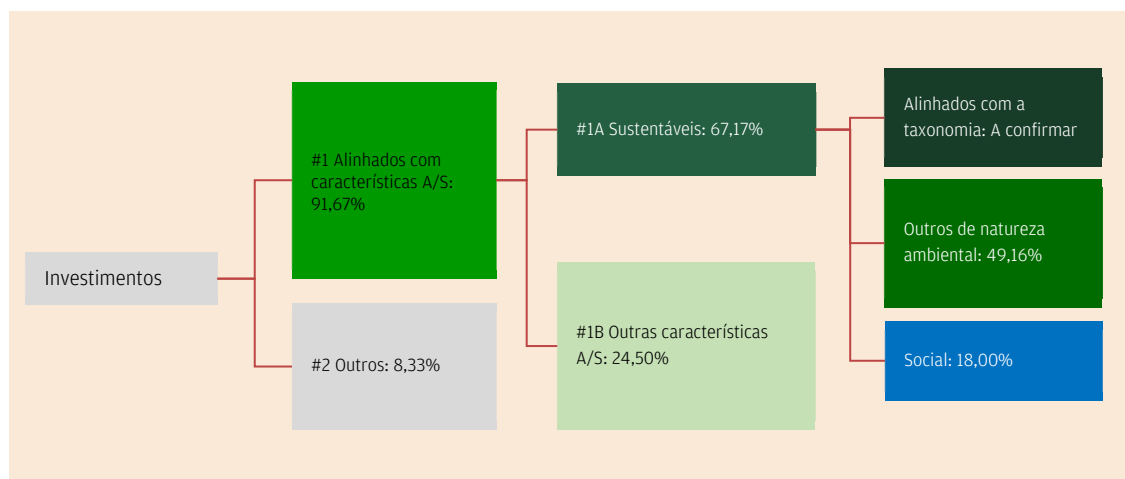 Investimentos
#1 Alinhados com
características A/S:
91,67%
#2 Outros: 8,33%
#1A Sustentáveis: 67,17%
#1B Outras características
A/S: 24,50%
Alinhados com a
taxonomia: A confirmar
Outros de natureza
ambiental: 49,16%
Social: 18,00%